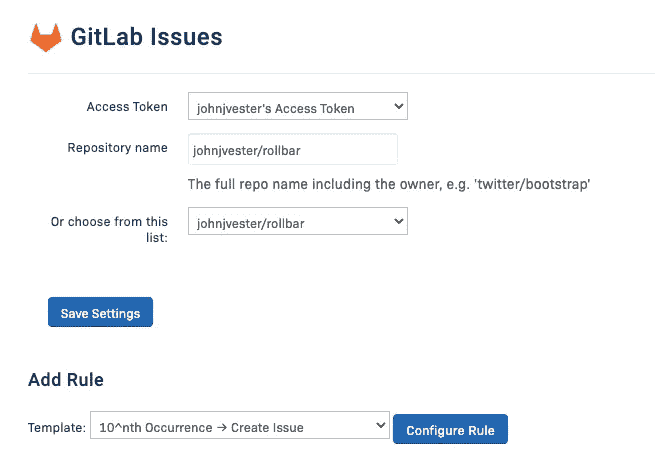 GitLab Issues
Access Token
johnjvester's Access Token
Repository name
johnjvester/rollbar
The full repo name including the owner, e.g. 'twitter/bootstrap'
Or choose from this
list:
johnjvester/rollbar
Save Settings
Add Rule
Template:
10^nth Occurrence → Create Issue
Configure Rule